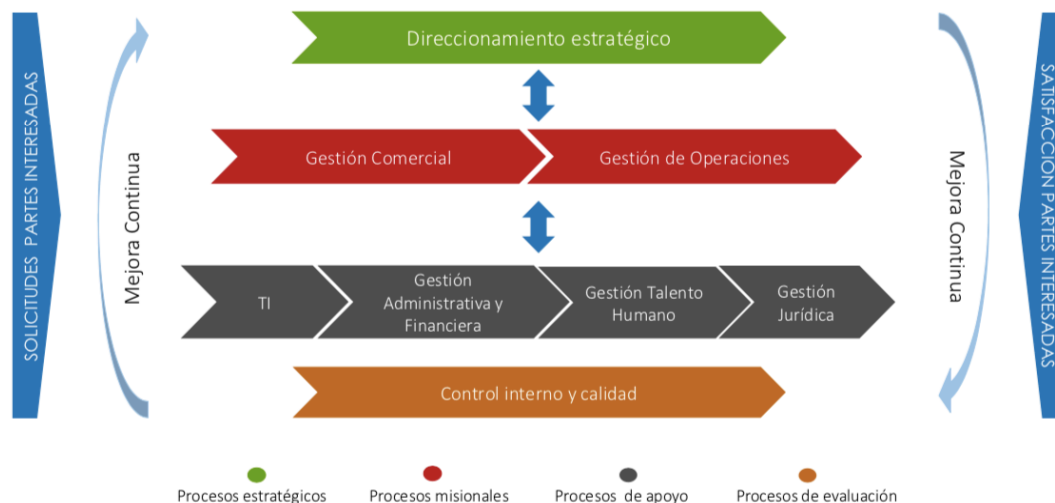 Direccionamiento estratégico
SOLICITUDES PARTES INTERESADAS
Mejora Continua
Gestión Comercial
Gestión de Operaciones
Mejora Continua
SATISFACCION PARTES INTERESADAS
TI
Gestión
Administrativa y
Financiera
Gestión Talento
Humano
Gestión
Jurídica
Control interno y calidad
Procesos estratégicos
Procesos misionales
Procesos de apoyo
Procesos de evaluación